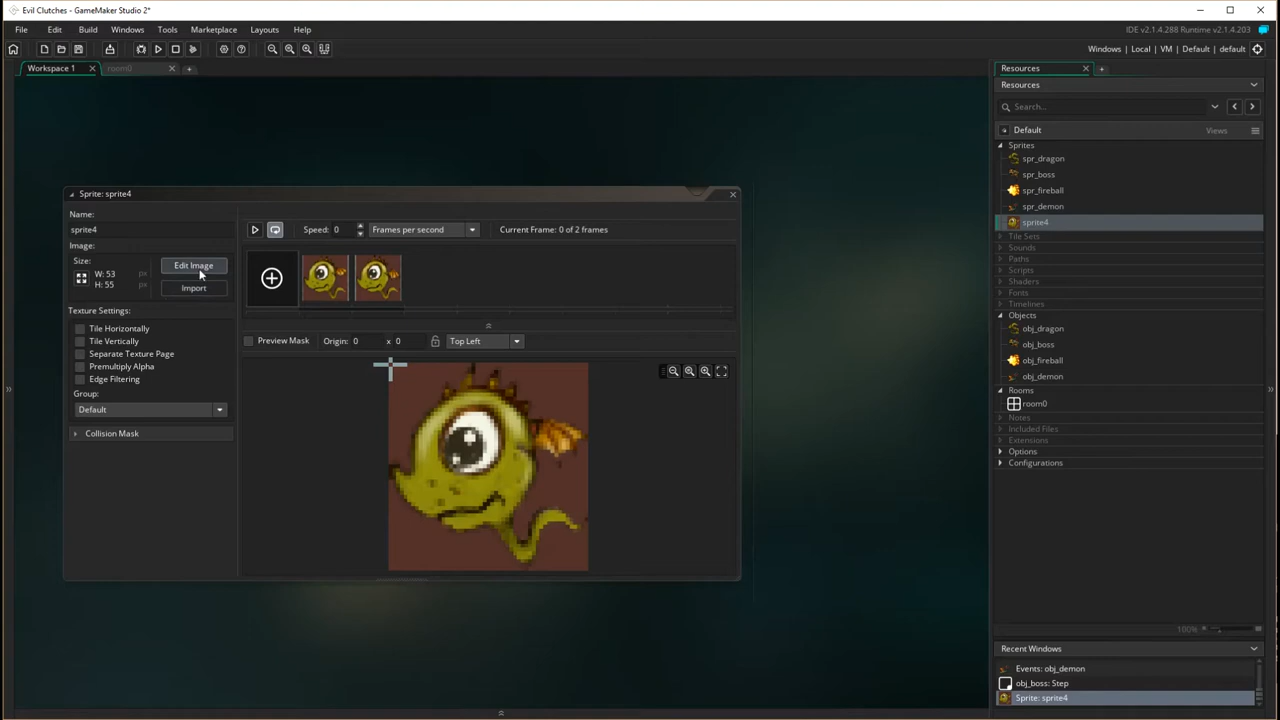 Evil Clutches - GameMaker Studio 2*
File Edit Build Windows Tools Marketplace Layouts Help
IDE v2.1.4.288 Runtime v2.1.4.203
Windows | Local | VM | Default | default
Workspace 1
room0
Sprite: sprite4
Name:
sprite4
Image:
Size:
W: 53 px
H: 55 px
Edit Image
Import
Texture Settings:
Tile Horizontally
Tile Vertically
Separate Texture Page
Premultiply Alpha
Edge Filtering
Group:
Default
Collision Mask
Speed: 0
Frames per second
Current Frame: 0 of 2 frames
Preview Mask
Origin: 0 x 0
Top Left
Resources
Resources
Search...
Default
Views
Sprites
spr_dragon
spr_boss
spr_fireball
spr_demon
sprite4
Tile Sets
Sounds
Paths
Scripts
Shaders
Fonts
Timelines
Objects
obj_dragon
obj_boss
obj_fireball
obj_demon
Rooms
room0
Notes
Included Files
Extensions
Options
Configurations
100%
Recent Windows
Events: obj_demon
obj_boss: Step
Sprite: sprite4